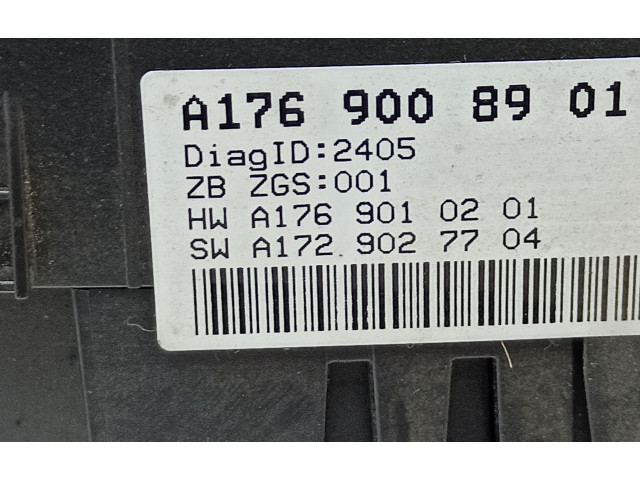 A176 900 89 01
DiagID:2405
ZB ZGS:001
HW A176 901 02 01
SW A172 902 77 04